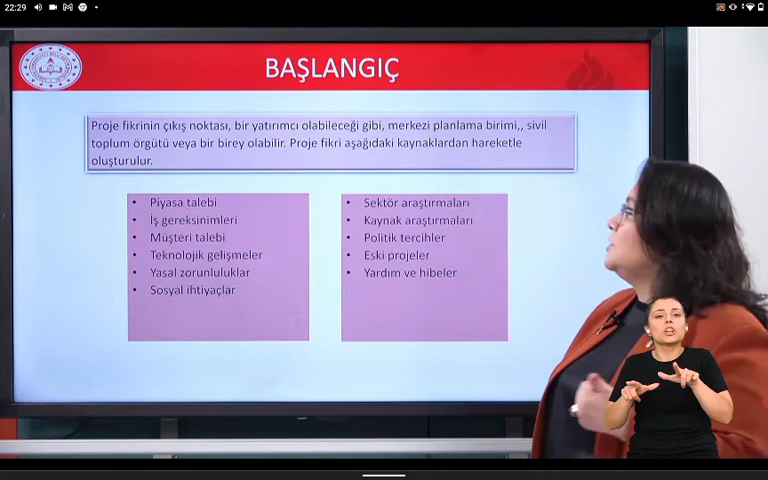 22:29
BAŞLANGIÇ
Proje fikrinin çıkış noktası, bir yatırımcı olabileceği gibi, merkezi planlama birimi,, sivil
toplum örgütü veya bir birey olabilir. Proje fikri aşağıdaki kaynaklardan hareketle
oluşturulur.
• Piyasa talebi
• İş gereksinimleri
• Müşteri talebi
• Teknolojik gelişmeler
• Yasal zorunluluklar
• Sosyal ihtiyaçlar
• Sektör araştırmaları
• Kaynak araştırmaları
• Politik tercihler
• Eski projeler
• Yardım ve hibeler